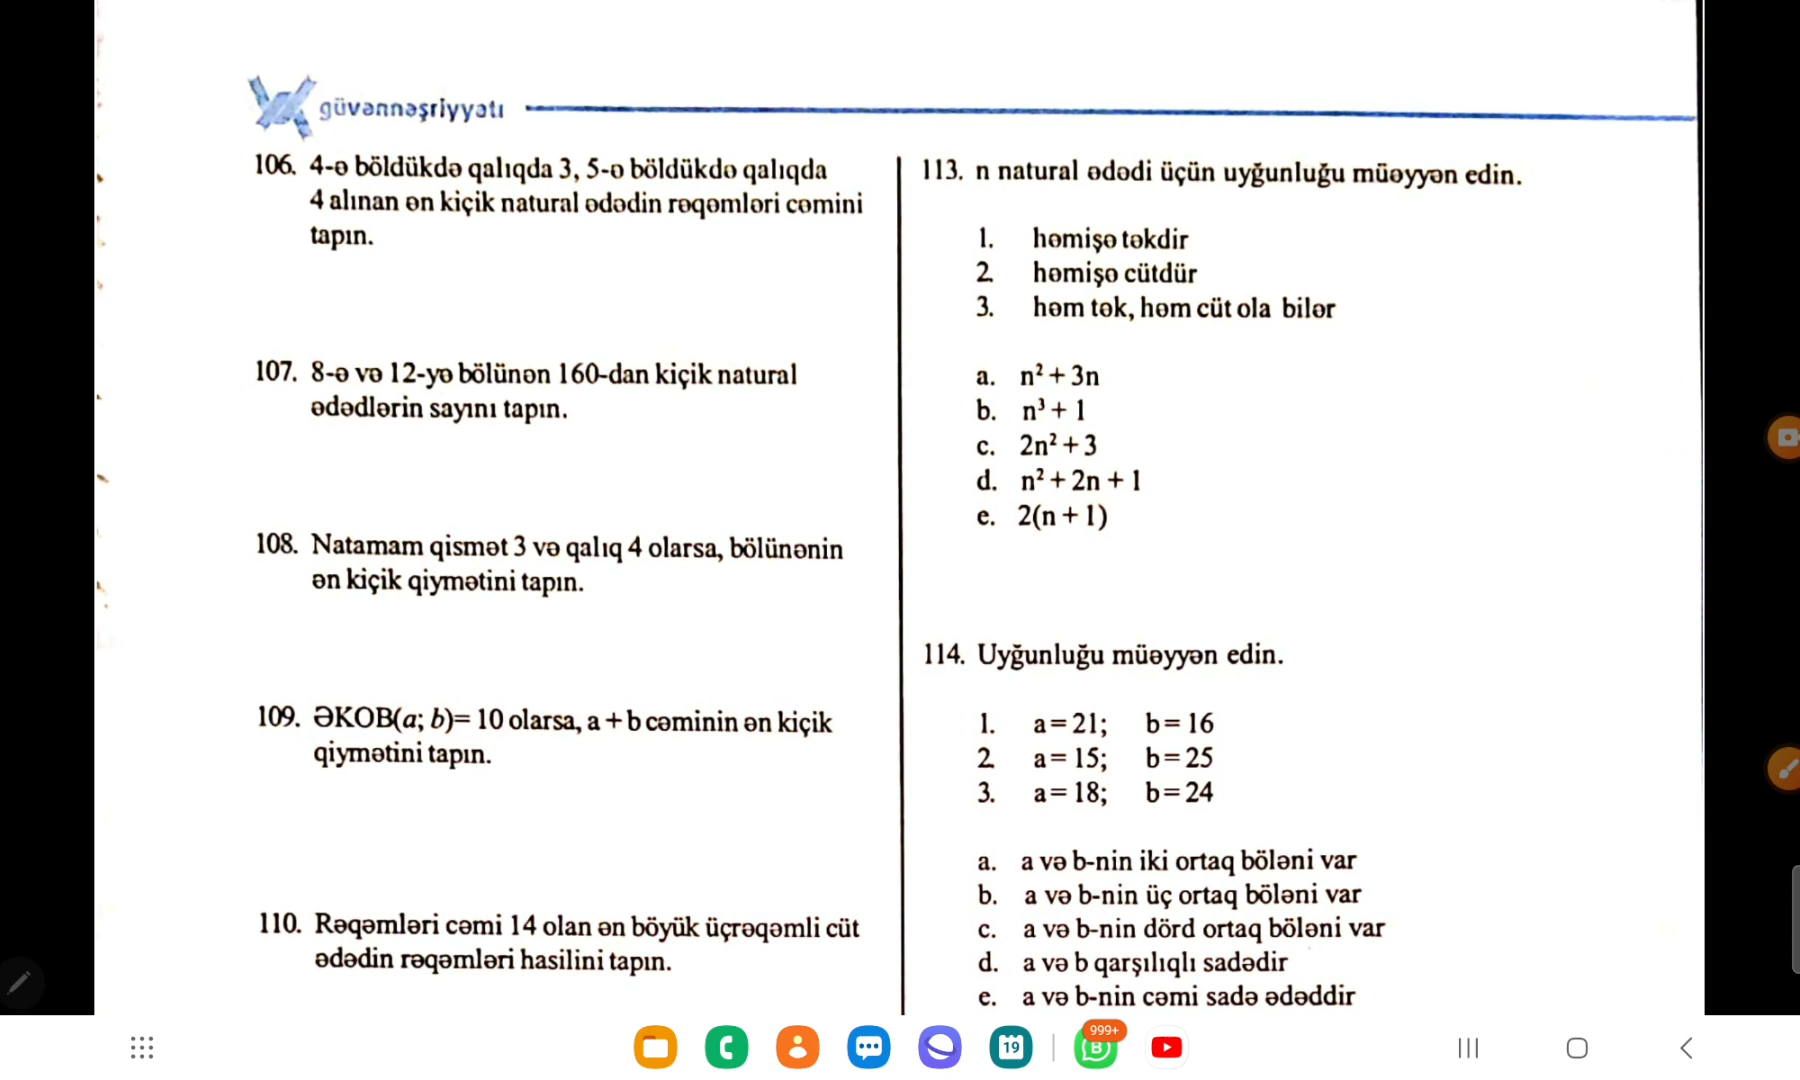 güvənnəşriyyatı
106. 4-ə böldükdə qalıqda 3, 5-ə böldükdə qalıqda
4 alınan ən kiçik natural ədədin rəqəmləri cəmini
tapın.
107. 8-ə və 12-yə bölünən 160-dan kiçik natural
ədədlərin sayını tapın.
108. Natamam qismət 3 və qalıq 4 olarsa, bölünənin
ən kiçik qiymətini tapın.
109. ƏKOB(a; b)= 10 olarsa, a + b cəminin ən kiçik
qiymətini tapın.
110. Rəqəmləri cəmi 14 olan ən böyük üçrəqəmli cüt
ədədin rəqəmləri hasilini tapın.
113. n natural ədədi üçün uyğunluğu müəyyən edin.
1. həmişə təkdir
2 həmişə cütdür
3. həm tək, həm cüt ola bilər
a. n² + 3n
b. n³ + 1
c. 2n² + 3
d. n² + 2n + 1
e. 2(n + 1)
114. Uyğunluğu müəyyən edin.
1. a = 21; b = 16
2 a = 15; b = 25
3. a = 18; b = 24
a. a və b-nin iki ortaq böləni var
b. a və b-nin üç ortaq böləni var
c. a və b-nin dörd ortaq böləni var
d. a və b qarşılıqlı sadədir
e. a və b-nin cəmi sadə ədəddir
19
B
999+